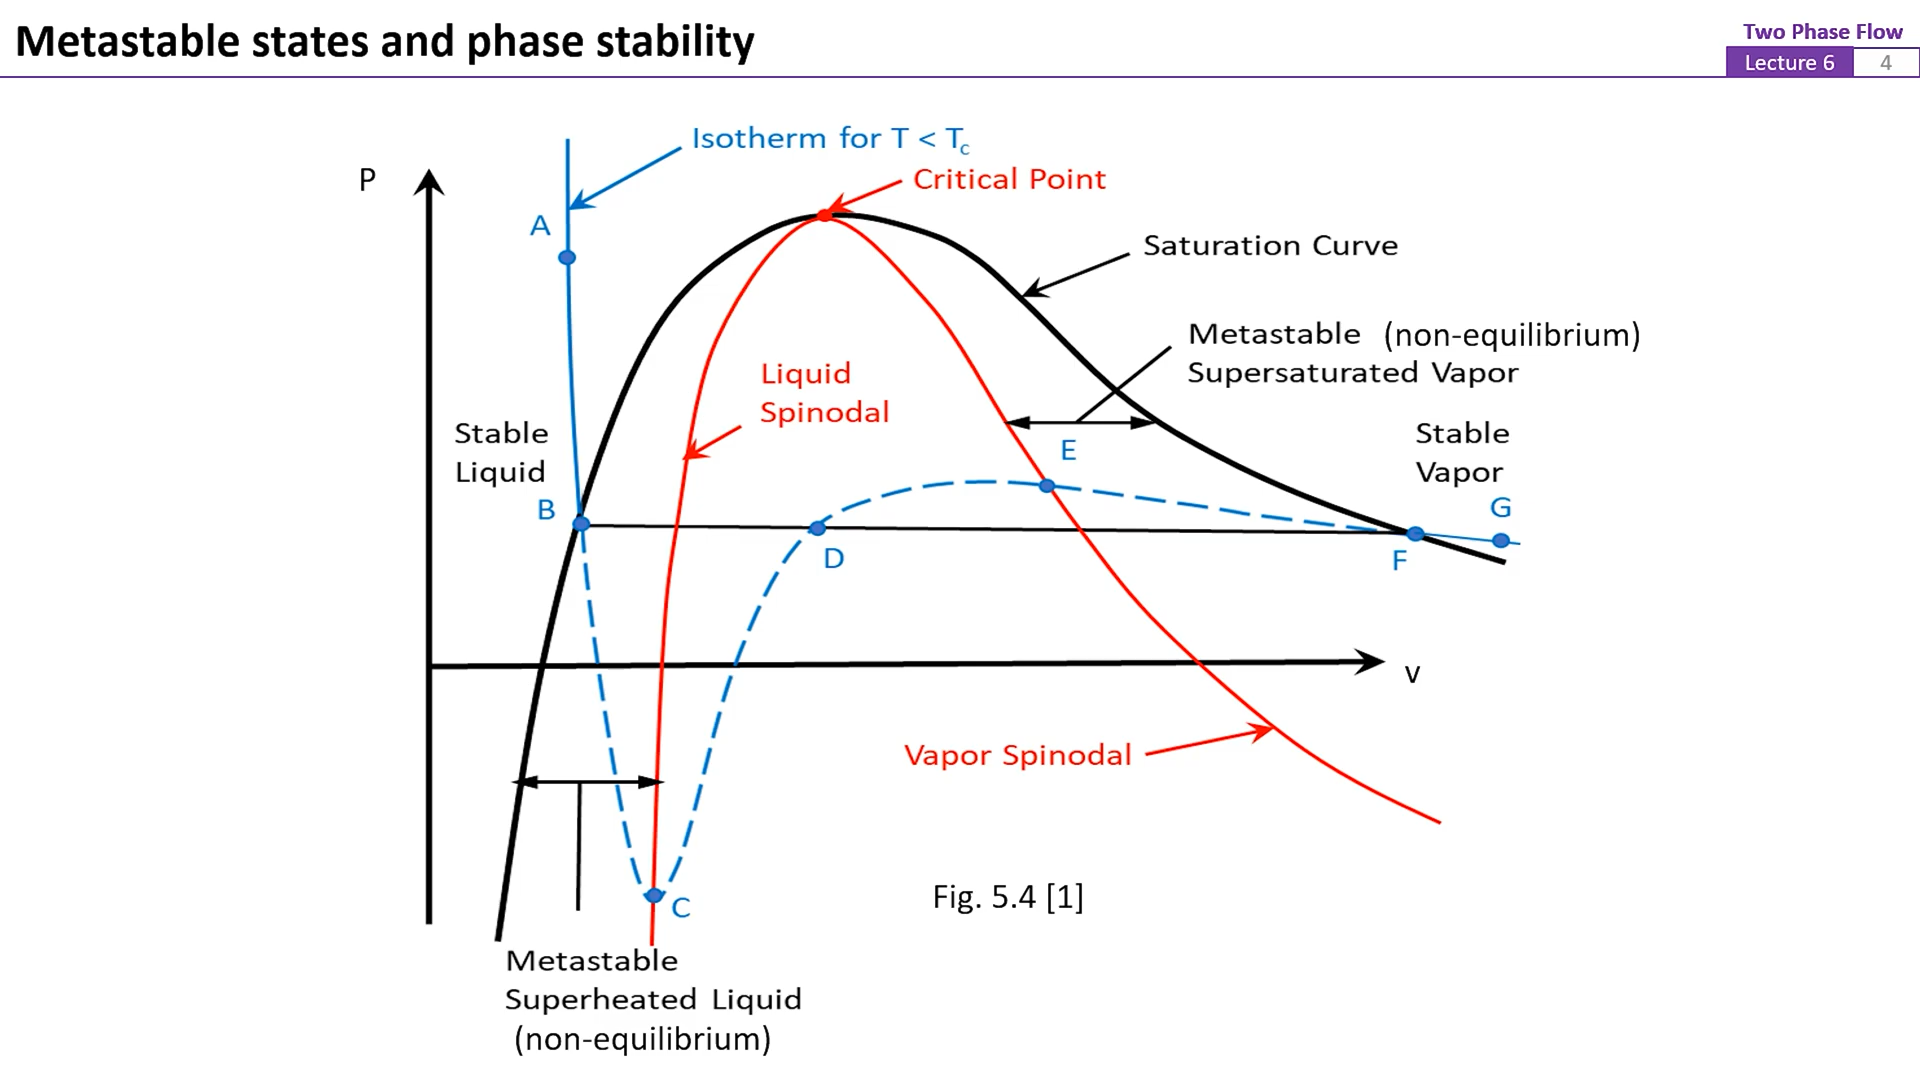 Metastable states and phase stability
Two Phase Flow
Lecture 6
4
Isotherm for T < Tc
P
Critical Point
A
Saturation Curve
Metastable (non-equilibrium)
Supersaturated Vapor
Liquid
Spinodal
Stable
Liquid
E
Stable
Vapor
B
G
D
F
v
Vapor Spinodal
Fig. 5.4 [1]
C
Metastable
Superheated Liquid
(non-equilibrium)